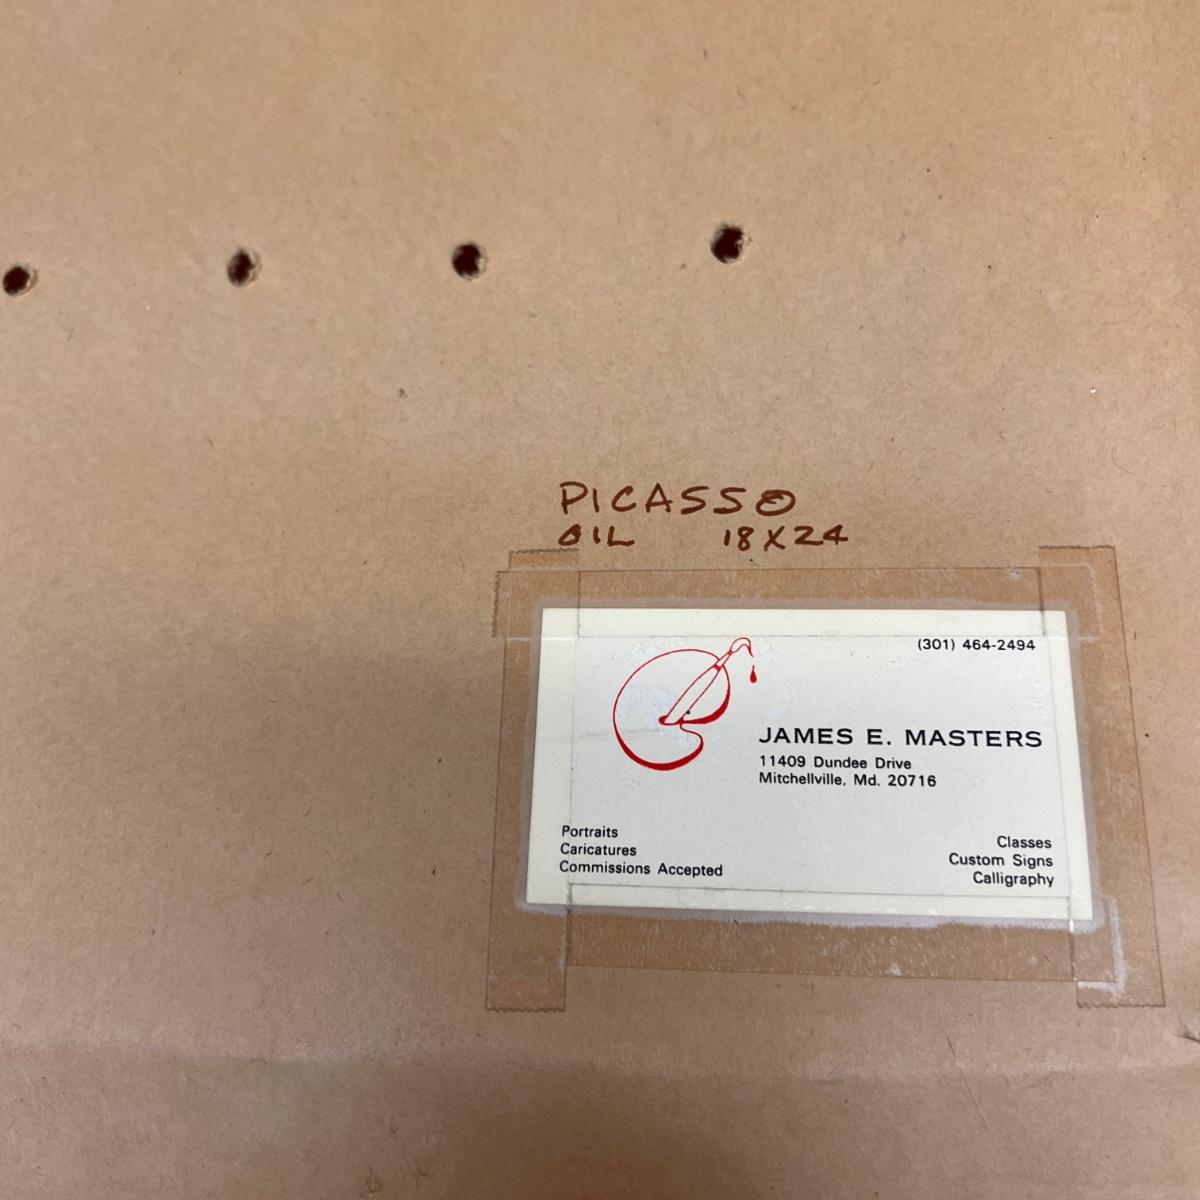 PICASSO
OIL 18X24
(301) 464-2494
JAMES E. MASTERS
11409 Dundee Drive
Mitchellville, Md. 20716
Portraits
Caricatures
Commissions Accepted
Classes
Custom Signs
Calligraphy